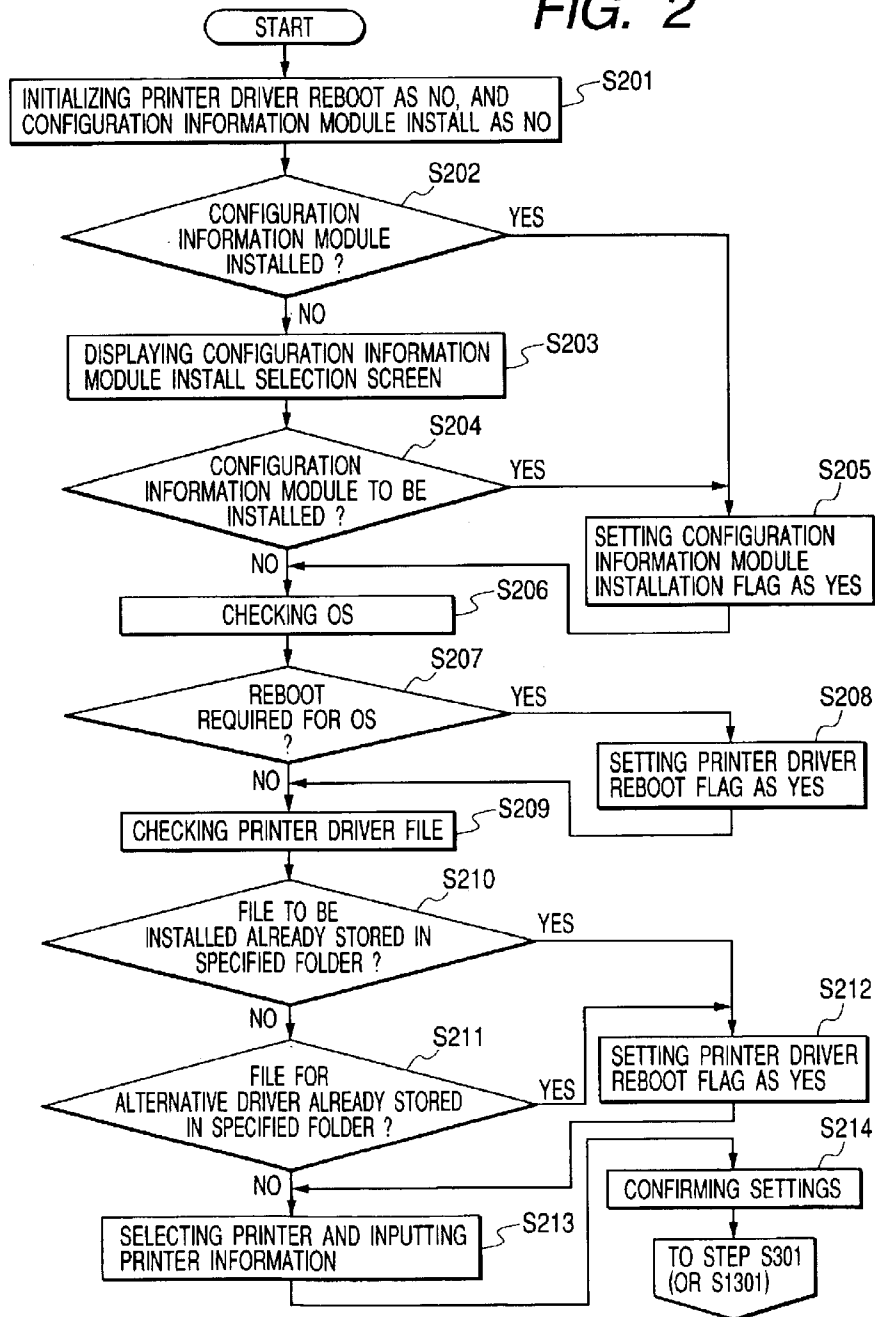 FIG. 2
START
S201
INITIALIZING PRINTER DRIVER REBOOT AS NO, AND
CONFIGURATION INFORMATION MODULE INSTALL AS NO
S202
CONFIGURATION
INFORMATION MODULE
INSTALLED ?
YES
NO
S203
DISPLAYING CONFIGURATION INFORMATION
MODULE INSTALL SELECTION SCREEN
S204
CONFIGURATION
INFORMATION MODULE TO BE
INSTALLED ?
YES
NO
S205
SETTING CONFIGURATION
INFORMATION MODULE
INSTALLATION FLAG AS YES
S206
CHECKING OS
S207
REBOOT
REQUIRED FOR OS
?
YES
NO
S208
SETTING PRINTER DRIVER
REBOOT FLAG AS YES
S209
CHECKING PRINTER DRIVER FILE
S210
FILE TO BE
INSTALLED ALREADY STORED IN
SPECIFIED FOLDER ?
YES
NO
S211
FILE FOR
ALTERNATIVE DRIVER ALREADY STORED
IN SPECIFIED FOLDER ?
YES
NO
S212
SETTING PRINTER DRIVER
REBOOT FLAG AS YES
S213
SELECTING PRINTER AND INPUTTING
PRINTER INFORMATION
S214
CONFIRMING SETTINGS
TO STEP S301
(OR S1301)